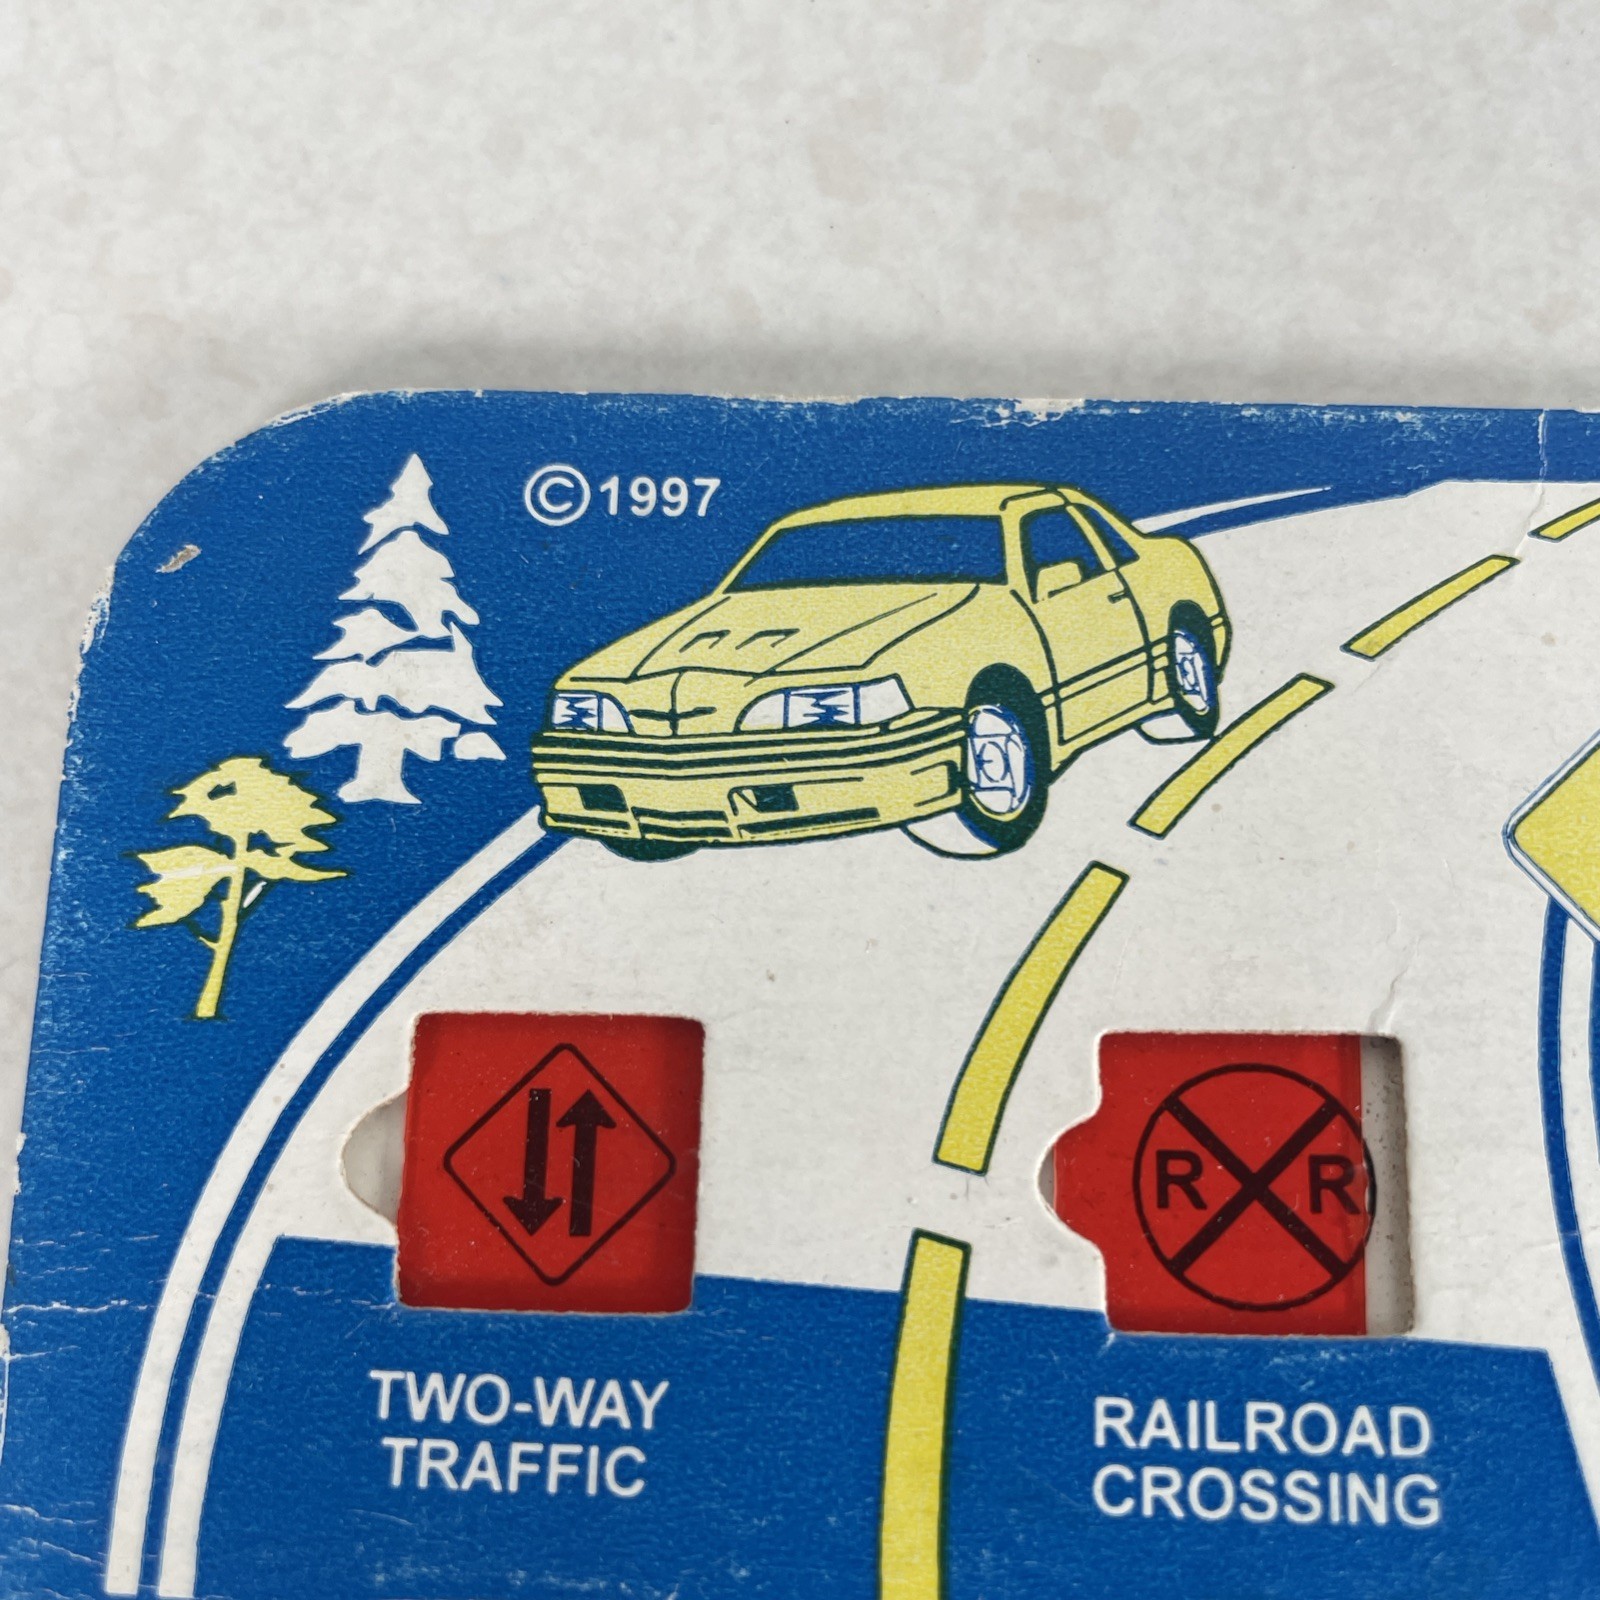 ©1997
R R
TWO-WAY
TRAFFIC
RAILROAD
CROSSING